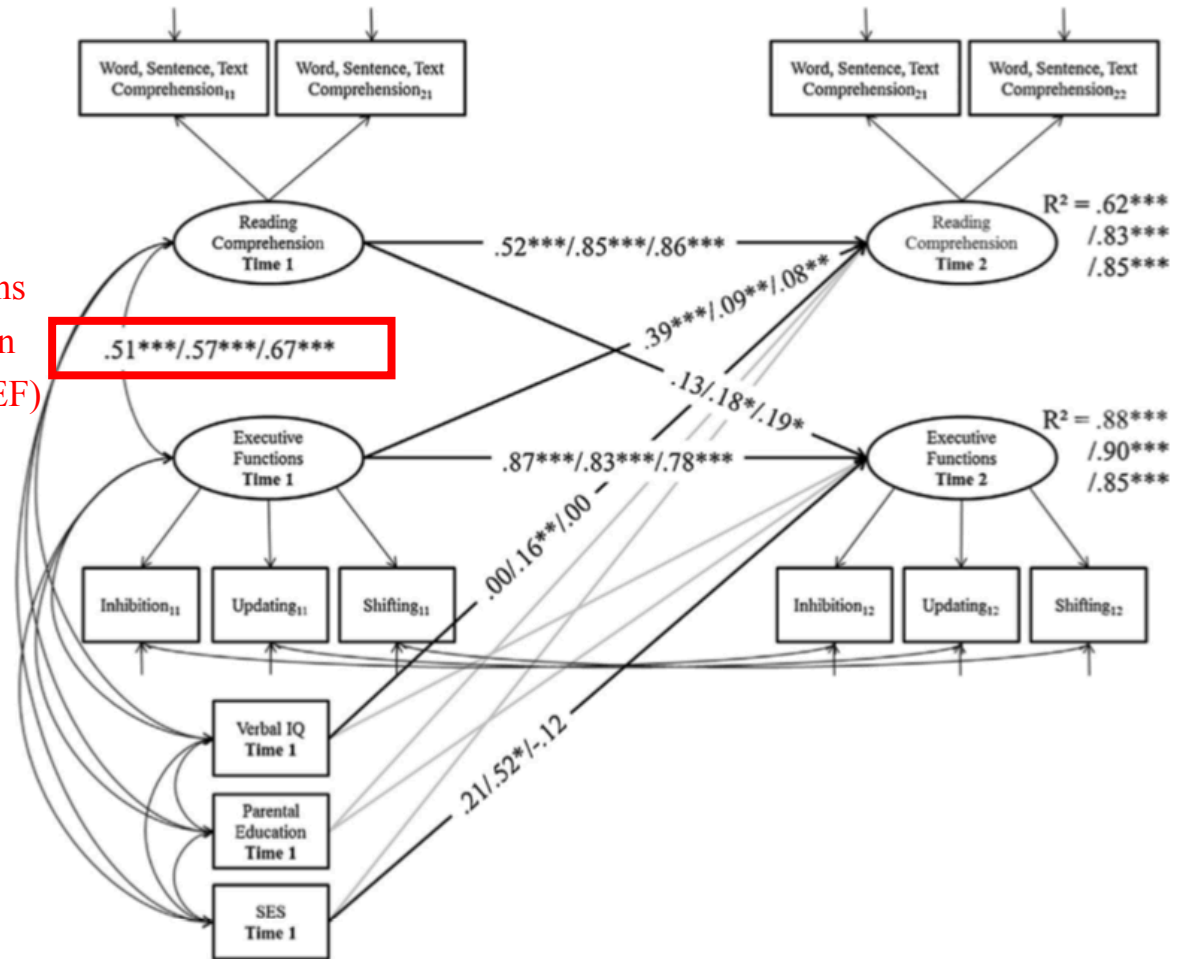 Word, Sentence, Text
Comprehension₁₁
Word, Sentence, Text
Comprehension₂₁
Word, Sentence, Text
Comprehension₂₁
Word, Sentence, Text
Comprehension₂₂
Reading
Comprehension
Time 1
.52***/.85***/.86***
Reading
Comprehension
Time 2
R² = .62***
/.83***
/.85***
.51***/.57***/.67***
EF)
.39***/.09**/.08**
.13/.18*/.19*
Executive
Functions
Time 1
.87***/.83***/.78***
Executive
Functions
Time 2
R² = .88***
/.90***
/.85***
.00/.16**/.00
Inhibition₁₁
Updating₁₁
Shifting₁₁
Inhibition₁₂
Updating₁₂
Shifting₁₂
Verbal IQ
Time 1
.21/.52*/-.12
Parental
Education
Time 1
SES
Time 1